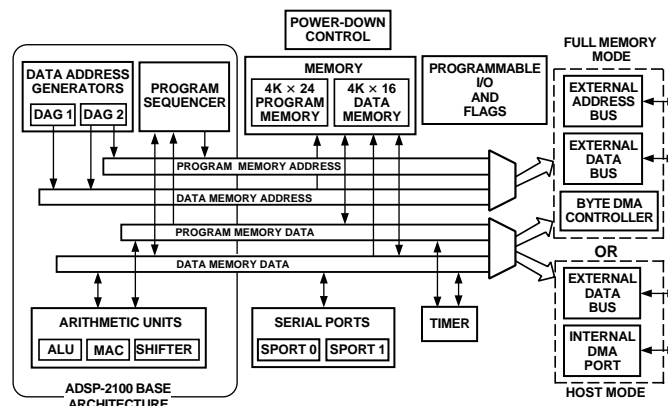 POWER-DOWN
CONTROL
FULL MEMORY
MODE
DATA ADDRESS
GENERATORS
DAG 1
DAG 2
PROGRAM
SEQUENCER
MEMORY
4K × 24
PROGRAM
MEMORY
4K × 16
DATA
MEMORY
PROGRAMMABLE
I/O
AND
FLAGS
EXTERNAL
ADDRESS
BUS
EXTERNAL
DATA
BUS
BYTE DMA
CONTROLLER
PROGRAM MEMORY ADDRESS
DATA MEMORY ADDRESS
PROGRAM MEMORY DATA
DATA MEMORY DATA
OR
ARITHMETIC UNITS
ALU
MAC
SHIFTER
SERIAL PORTS
SPORT 0
SPORT 1
TIMER
EXTERNAL
DATA
BUS
INTERNAL
DMA
PORT
HOST MODE
ADSP-2100 BASE
ARCHITECTURE